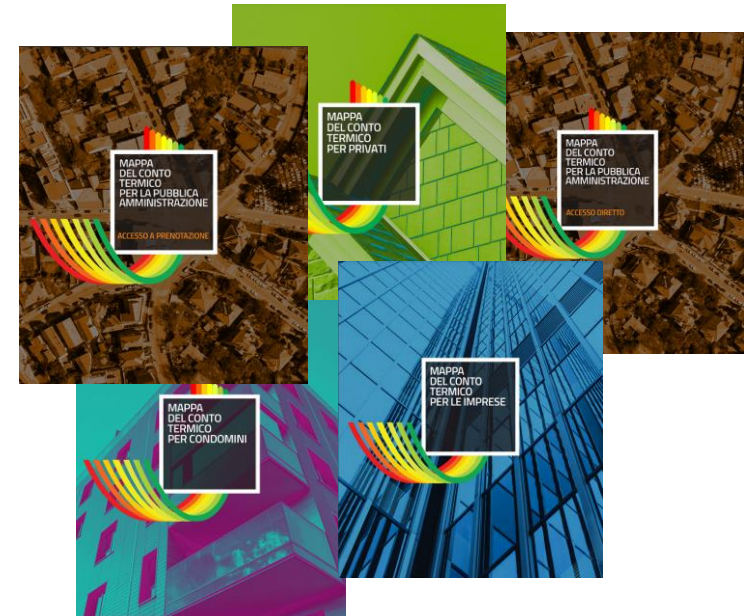 MAPPA
DEL CONTO
TERMICO
PER LA PUBBLICA
AMMINISTRAZIONE
ACCESSO A PRENOTAZIONE
MAPPA
DEL CONTO
TERMICO
PER PRIVATI
MAPPA
DEL CONTO
TERMICO
PER LA PUBBLICA
AMMINISTRAZIONE
ACCESSO DIRETTO
MAPPA
DEL CONTO
TERMICO
PER CONDOMINI
MAPPA
DEL CONTO
TERMICO
PER LE IMPRESE